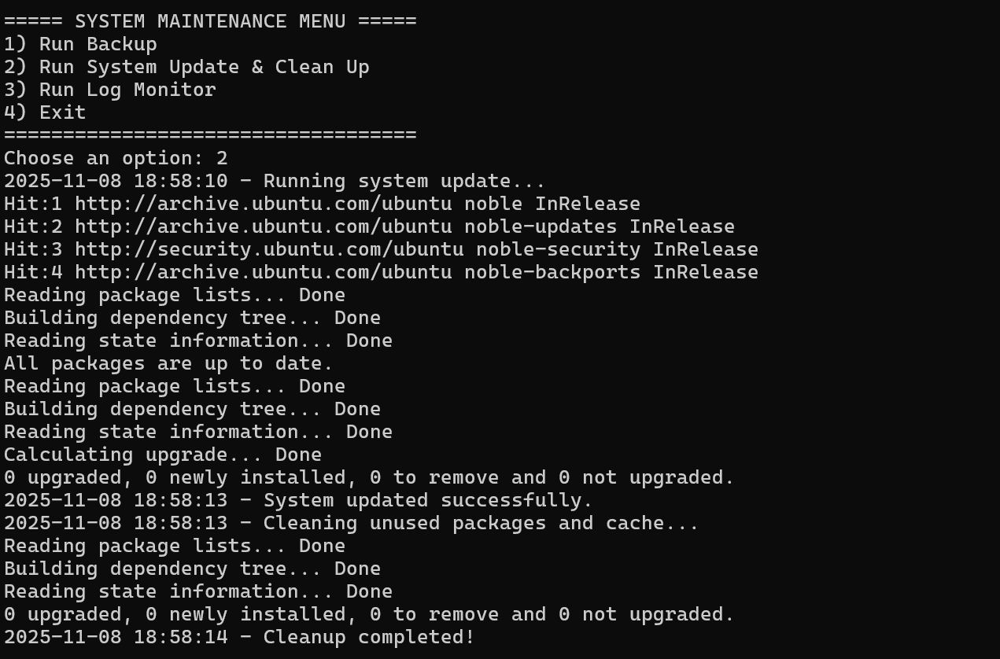 ===== SYSTEM MAINTENANCE MENU =====
1) Run Backup
2) Run System Update & Clean Up
3) Run Log Monitor
4) Exit
===================================
Choose an option: 2
2025-11-08 18:58:10 - Running system update...
Hit:1 http://archive.ubuntu.com/ubuntu noble InRelease
Hit:2 http://archive.ubuntu.com/ubuntu noble-updates InRelease
Hit:3 http://security.ubuntu.com/ubuntu noble-security InRelease
Hit:4 http://archive.ubuntu.com/ubuntu noble-backports InRelease
Reading package lists... Done
Building dependency tree... Done
Reading state information... Done
All packages are up to date.
Reading package lists... Done
Building dependency tree... Done
Reading state information... Done
Calculating upgrade... Done
0 upgraded, 0 newly installed, 0 to remove and 0 not upgraded.
2025-11-08 18:58:13 - System updated successfully.
2025-11-08 18:58:13 - Cleaning unused packages and cache...
Reading package lists... Done
Building dependency tree... Done
Reading state information... Done
0 upgraded, 0 newly installed, 0 to remove and 0 not upgraded.
2025-11-08 18:58:14 - Cleanup completed!